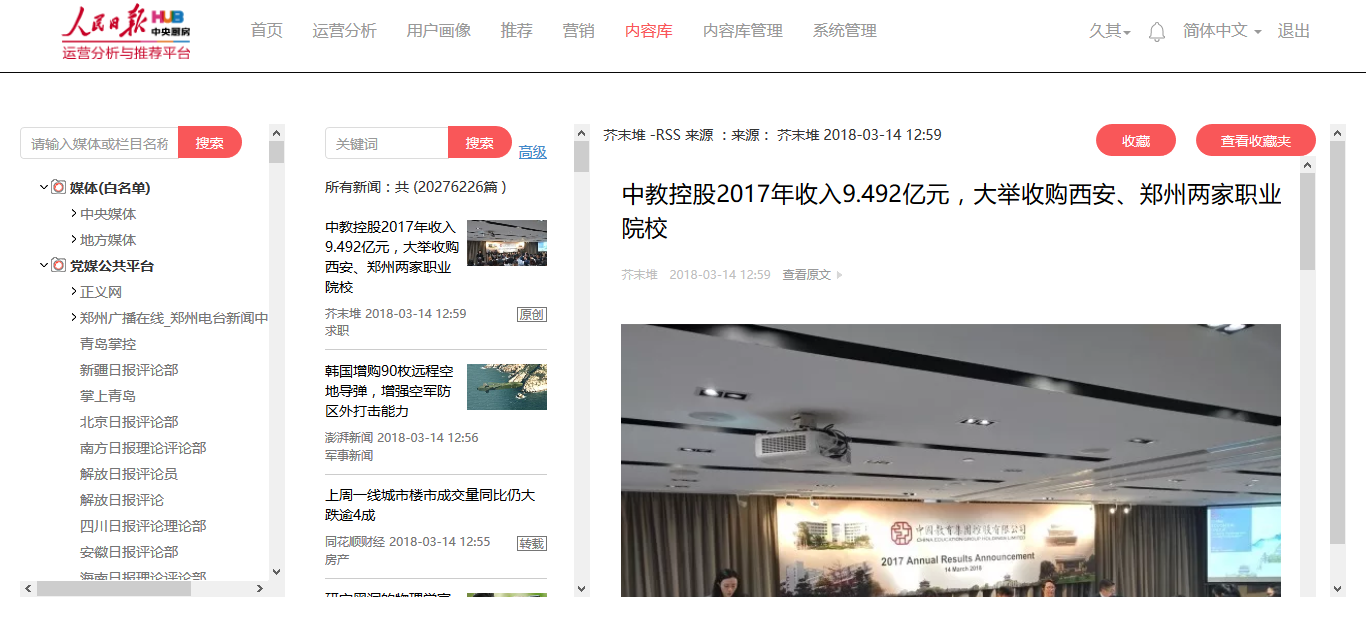 人民日报 HUB
中央厨房
运营分析与推荐平台
首页 运营分析 用户画像 推荐 营销 内容库 内容库管理 系统管理
久其 简体中文 退出
请输入媒体或栏目名称 搜索
媒体(白名单)
中央媒体
地方媒体
党媒公共平台
正义网
郑州广播在线_郑州电台新闻中
青岛掌控
新疆日报评论部
掌上青岛
北京日报评论部
南方日报理论评论部
解放日报评论员
解放日报评论
四川日报评论理论部
安徽日报评论部
海南日报理论评论部
关键词 搜索 高级
所有新闻：共 (20276226篇 )
中教控股2017年收入
9.492亿元，大举收购
西安、郑州两家职业
院校
芥末堆 2018-03-14 12:59 原创
求职
韩国增购90枚远程空
地导弹，增强空军防
区外打击能力
澎湃新闻 2018-03-14 12:56
军事新闻
上周一线城市楼市成交量同比仍大
跌逾4成
同花顺财经 2018-03-14 12:55 转载
房产
芥末堆 -RSS 来源 ：来源： 芥末堆 2018-03-14 12:59 收藏 查看收藏夹
中教控股2017年收入9.492亿元，大举收购西安、郑州两家职业
院校
芥末堆 2018-03-14 12:59 查看原文
中国教育集团控股有限公司
CHINA EDUCATION GROUP HOLDINGS LIMITED
2017 Annual Results Announcement
14 March 2018